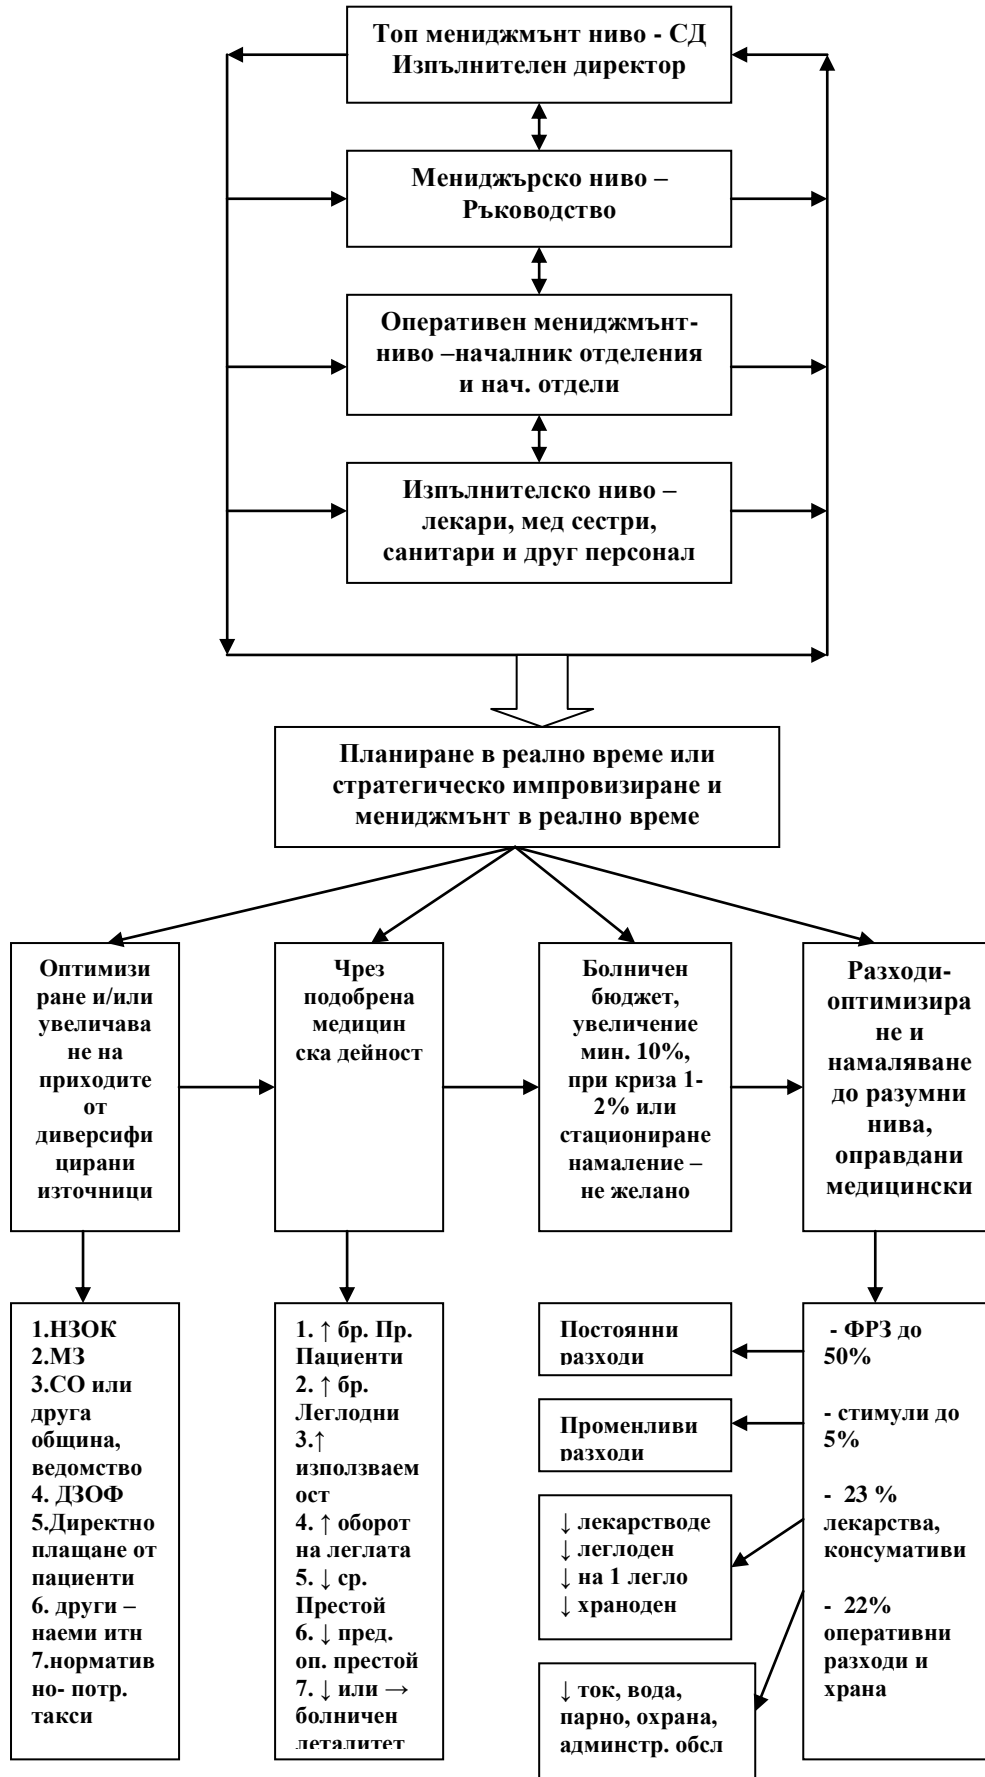 Топ мениджмънт ниво - СД
Изпълнителен директор
Мениджърско ниво –
Ръководство
Оперативен мениджмънт-
ниво –началник отделения
и нач. отдели
Изпълнителско ниво –
лекари, мед сестри,
санитари и друг персонал
Планиране в реално време или
стратегическо импровизиране и
мениджмънт в реално време
Оптимизи
ране и/или
увеличава
не на
приходите
от
диверсифи
цирани
източници
Чрез
подобрена
медицин
ска дейност
Болничен
бюджет,
увеличение
мин. 10%,
при криза 1-
2% или
стациониране
намаление –
не желано
Разходи-
оптимизира
не и
намаляване
до разумни
нива,
оправдани
медицински
1.НЗОК
2.МЗ
3.СО или
друга
община,
ведомство
4. ДЗОФ
5.Директно
плащане от
пациенти
6. други –
наеми итн
7.норматив
но- потр.
такси
1. ↑ бр. Пр.
Пациенти
2. ↑ бр.
Леглодни
3.↑
използваем
ост
4. ↑ оборот
на леглата
5. ↓ ср.
Престой
6. ↓ пред.
оп. престой
7. ↓ или →
болничен
леталитет
Постоянни
разходи
Променливи
разходи
↓ лекарстводе
↓ леглоден
↓ на 1 легло
↓ храноден
↓ ток, вода,
парно, охрана,
админстр. обсл
- ФРЗ до
50%
- стимули до
5%
- 23 %
лекарства,
консумативи
- 22%
оперативни
разходи и
храна